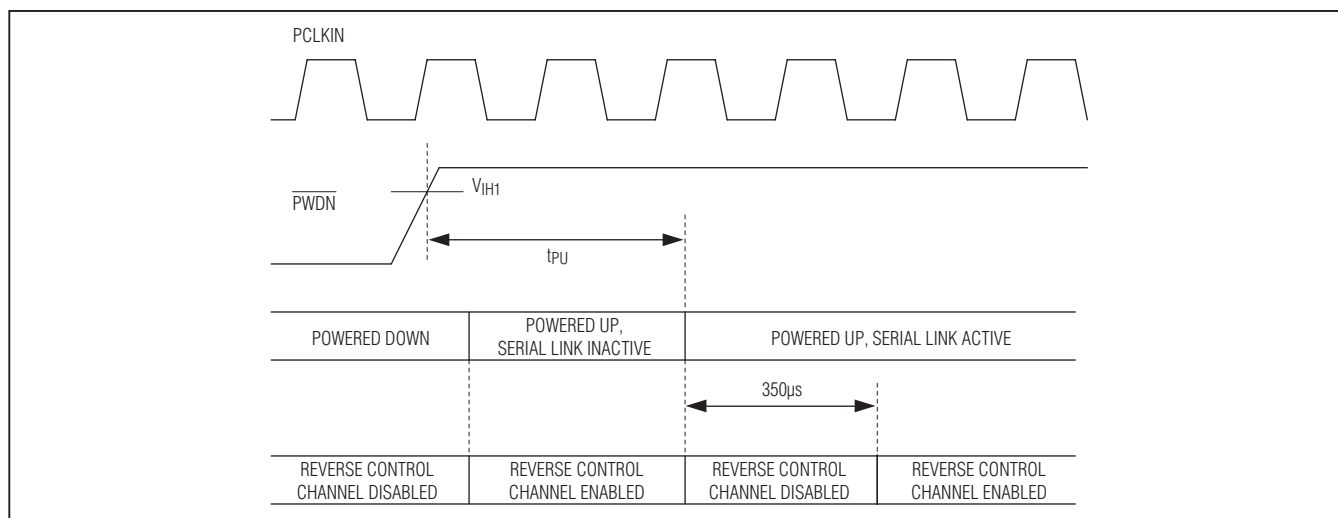 PCLKIN
VIH1
PWDN
tPU
POWERED DOWN
POWERED UP,
SERIAL LINK INACTIVE
POWERED UP, SERIAL LINK ACTIVE
350µs
REVERSE CONTROL
CHANNEL DISABLED
REVERSE CONTROL
CHANNEL ENABLED
REVERSE CONTROL
CHANNEL DISABLED
REVERSE CONTROL
CHANNEL ENABLED